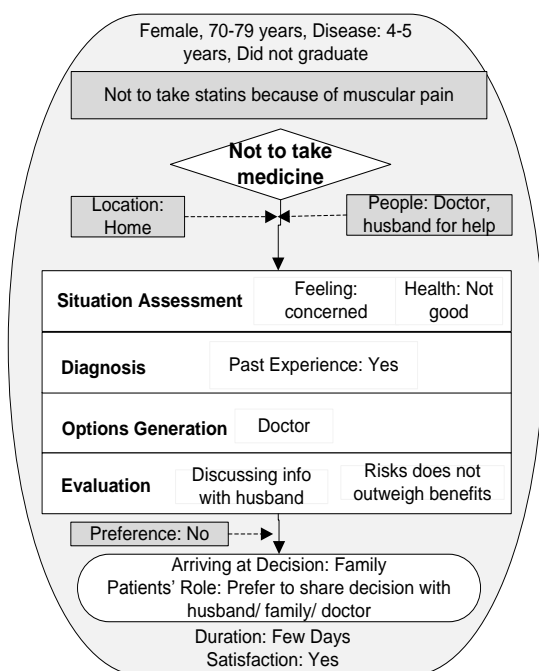 Female, 70-79 years, Disease: 4-5
years, Did not graduate
Not to take statins because of muscular pain
Not to take
medicine
Location:
Home
People: Doctor,
husband for help
Situation Assessment
Feeling:
concerned
Health: Not
good
Diagnosis
Past Experience: Yes
Options Generation
Doctor
Evaluation
Discussing info
with husband
Risks does not
outweigh benefits
Preference: No
Arriving at Decision: Family
Patients' Role: Prefer to share decision with
husband/ family/ doctor
Duration: Few Days
Satisfaction: Yes